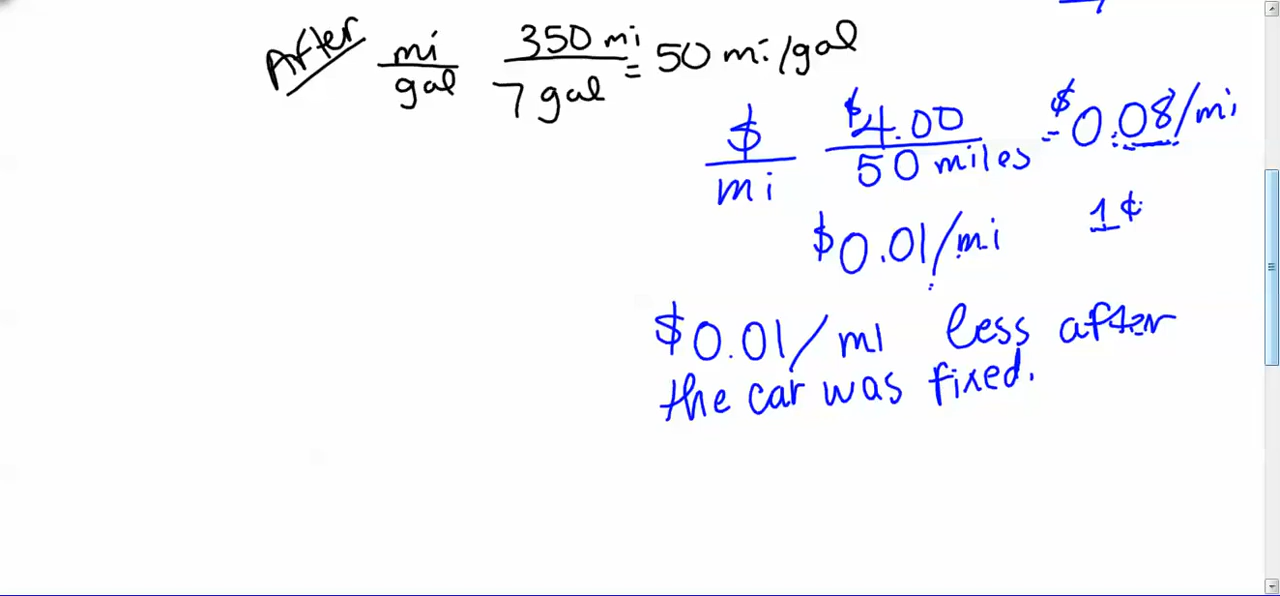 After mi/gal 350 mi/7 gal = 50 mi/gal
$/mi $4.00/50 miles = $0.08/mi
$0.01/mi 1¢
$0.01/mi less after
the car was fixed.